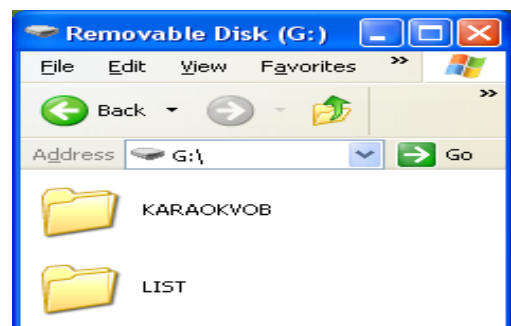 Removable Disk (G:)
File Edit View Favorites »
Back »
Address G:\ Go
KARAOKVOB
LIST